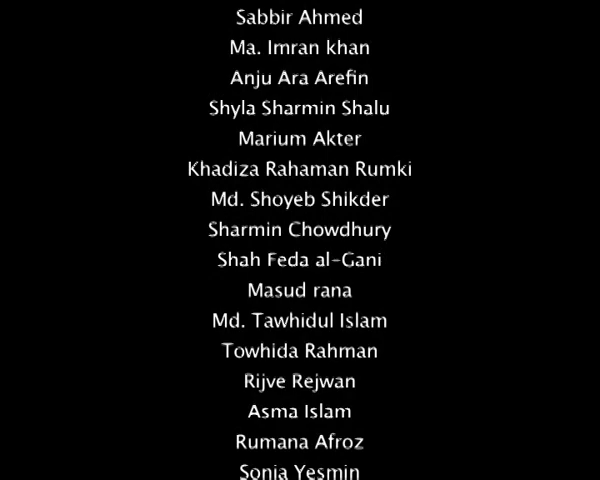 Sabbir Ahmed
Ma. Imran khan
Anju Ara Arefin
Shyla Sharmin Shalu
Marium Akter
Khadiza Rahaman Rumki
Md. Shoyeb Shikder
Sharmin Chowdhury
Shah Feda al-Gani
Masud rana
Md. Tawhidul Islam
Towhida Rahman
Rijve Rejwan
Asma Islam
Rumana Afroz
Sonia Yesmin